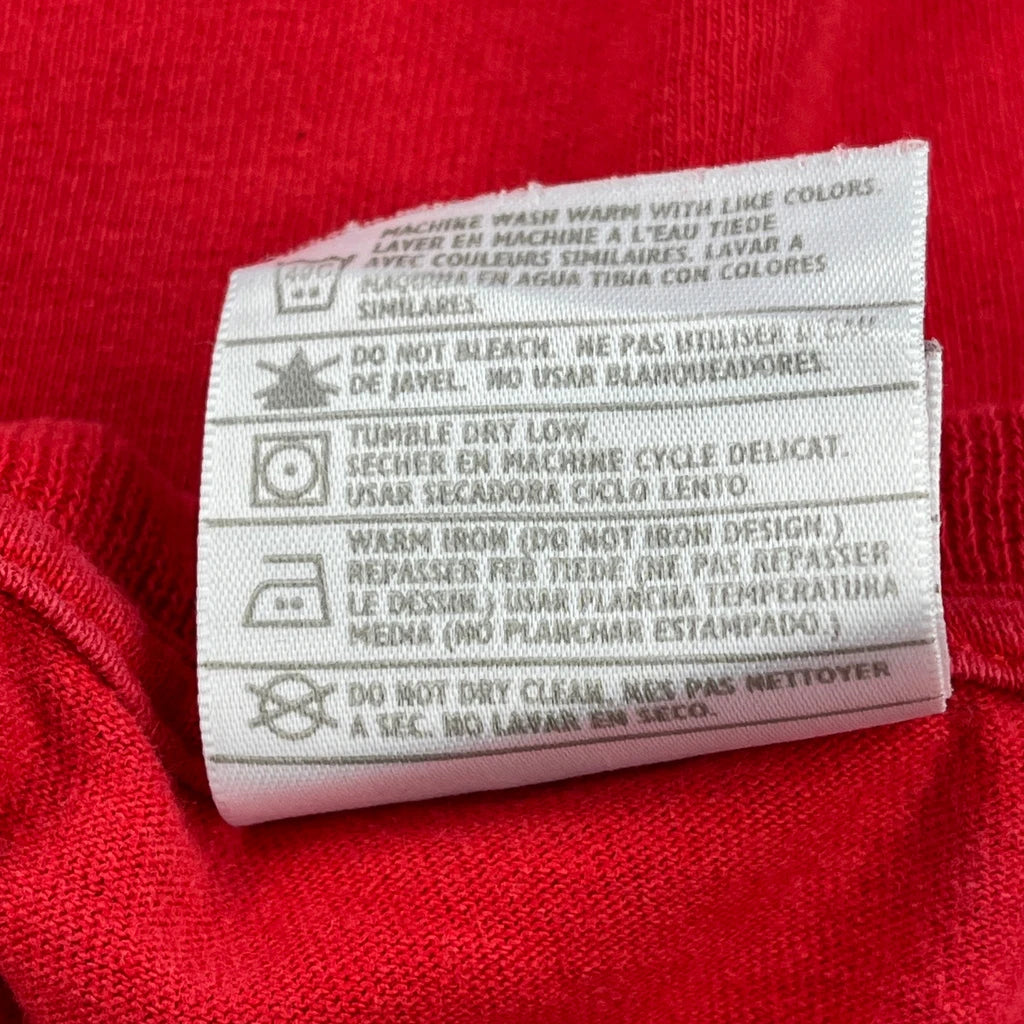 MACHINE WASH WARM WITH LIKE COLORS.
LAVER EN MACHINE A L'EAU TIEDE
AVEC COULEURS SIMILAIRES. LAVAR A
MAQUINA EN AGUA TIBIA CON COLORES
SIMILARES.
DO NOT BLEACH. NE PAS UTILISER L'EAU
DE JAVEL. NO USAR BLANQUEADORES.
TUMBLE DRY LOW.
SECHER EN MACHINE CYCLE DELICAT.
USAR SECADORA CICLO LENTO.
WARM IRON (DO NOT IRON DESIGN.)
REPASSER FER TIEDE (NE PAS REPASSER
LE DESSIN.) USAR PLANCHA TEMPERATURA
MEDIA (NO PLANCHAR ESTAMPADO.)
DO NOT DRY CLEAN. NES PAS NETTOYER
A SEC. NO LAVAR EN SECO.